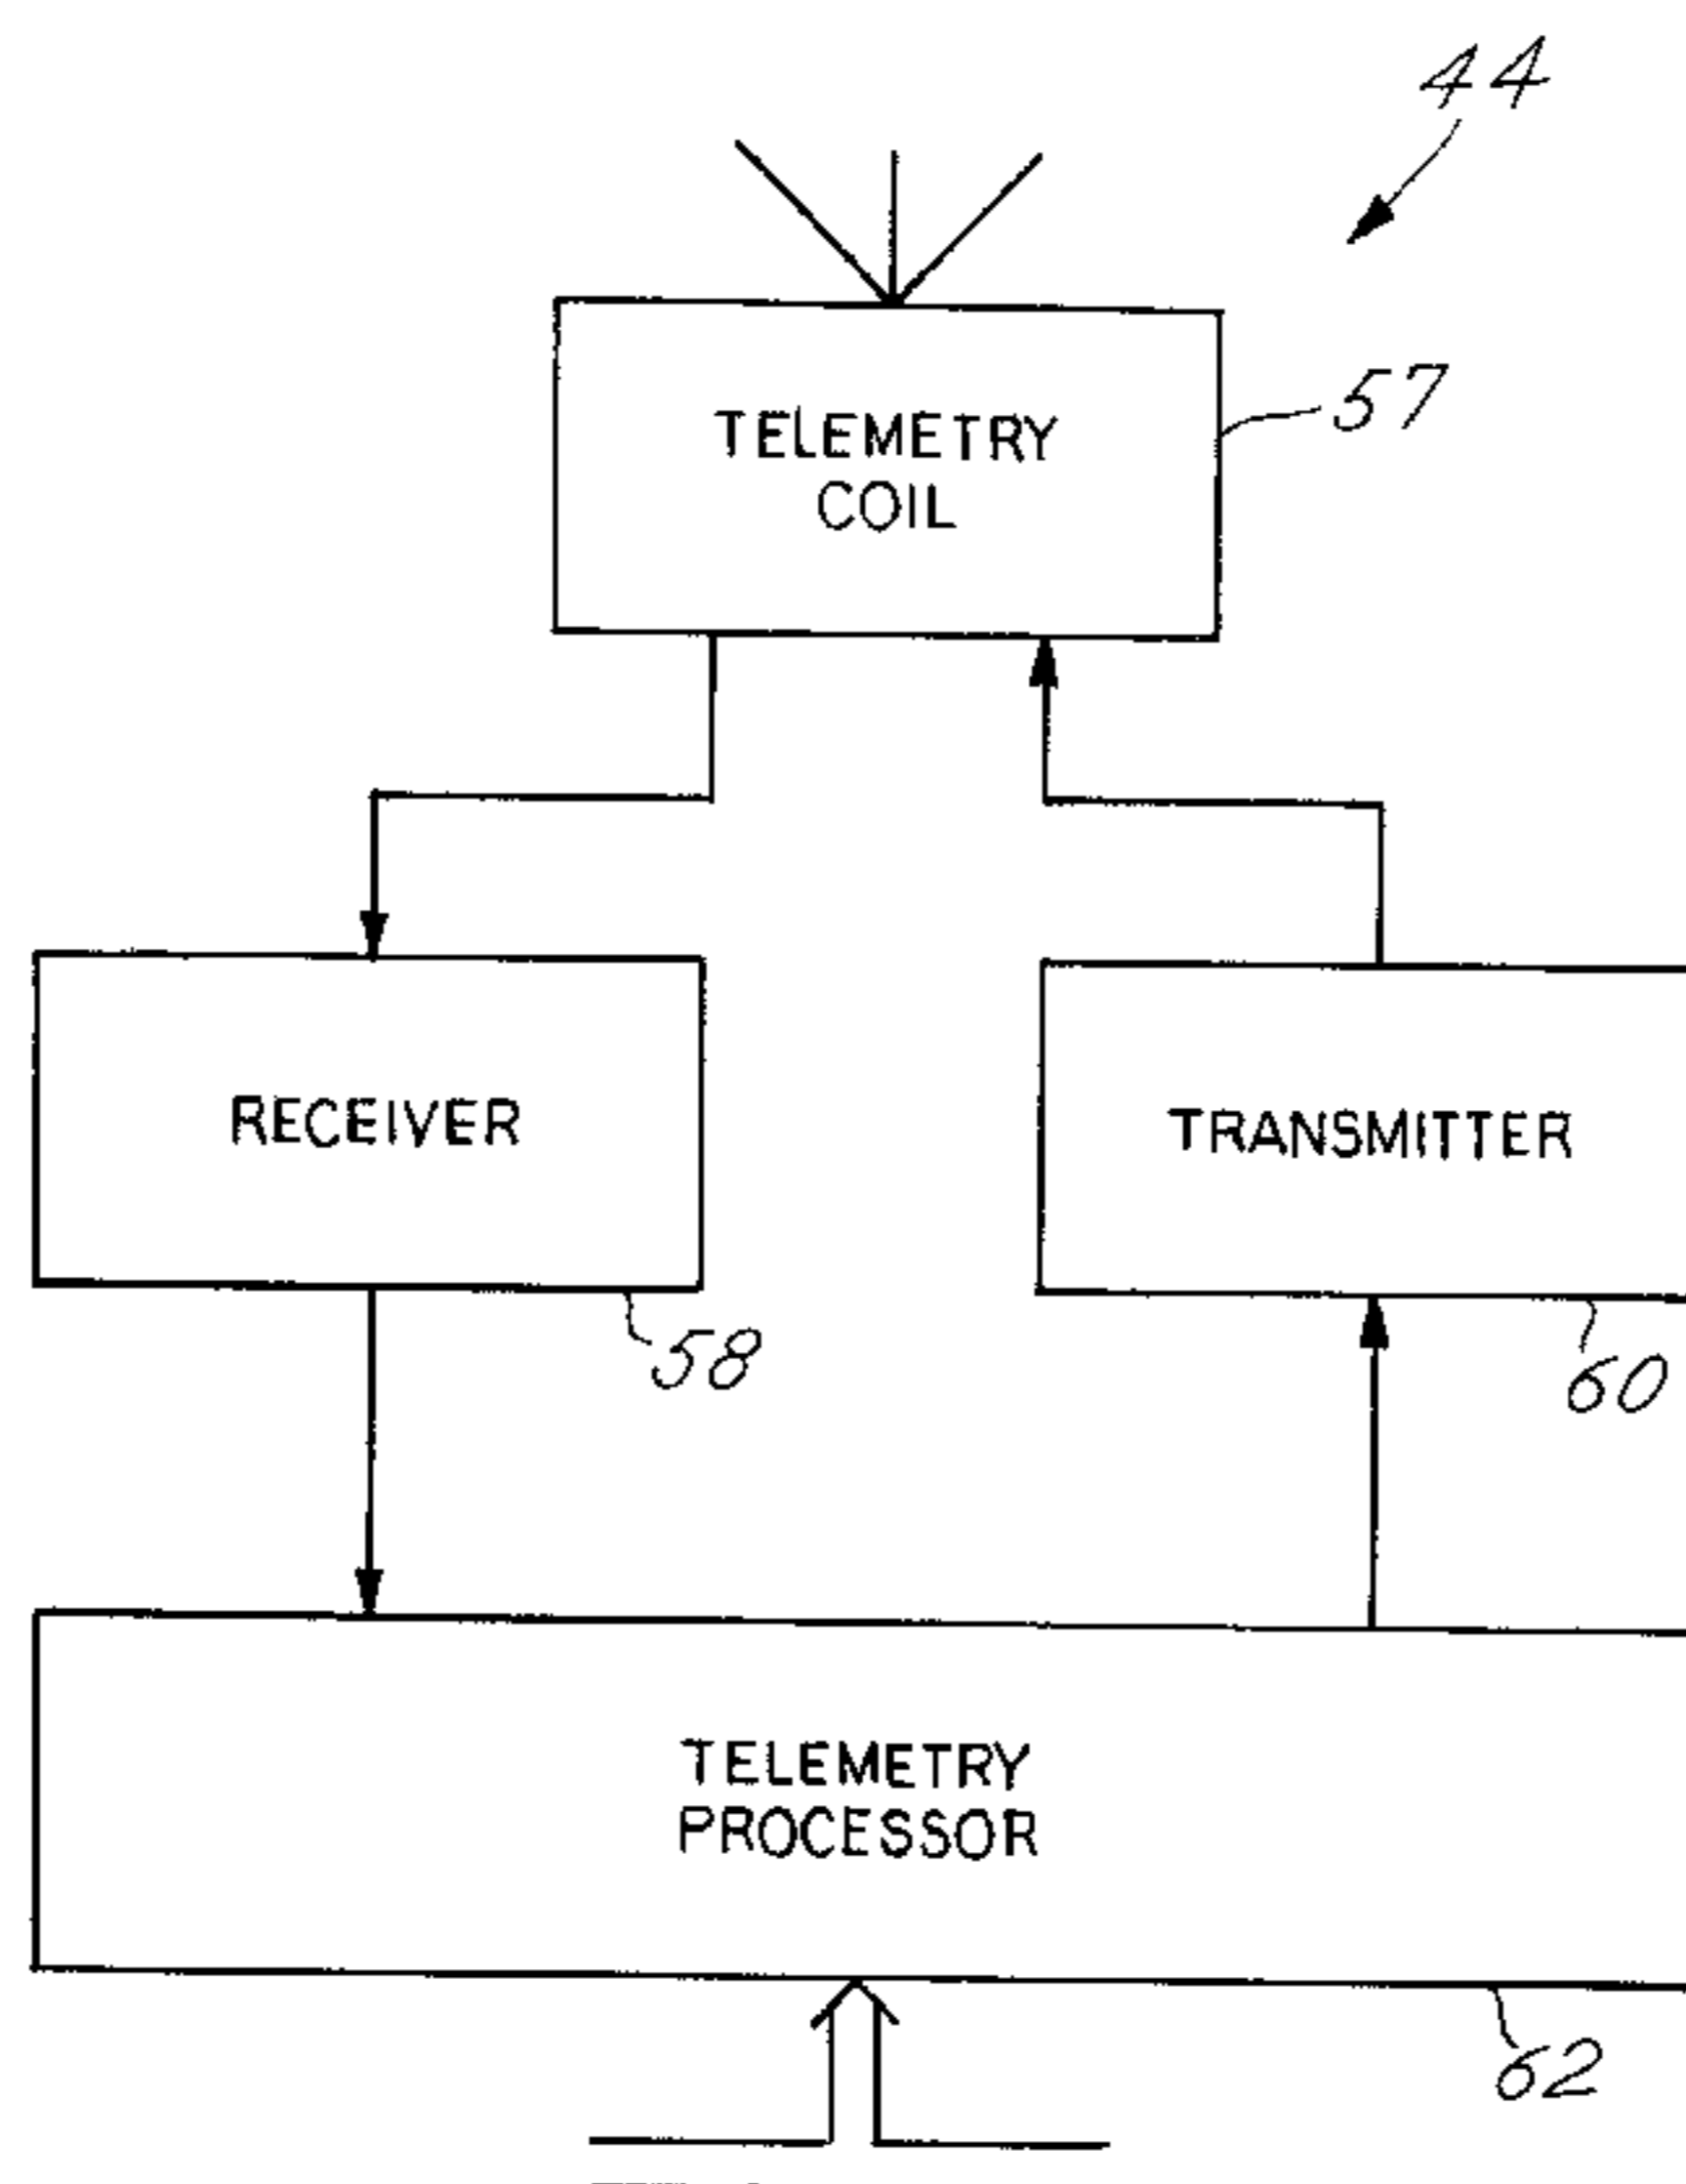 44
TELEMETRY
COIL
57
RECEIVER
TRANSMITTER
58
60
TELEMETRY
PROCESSOR
62